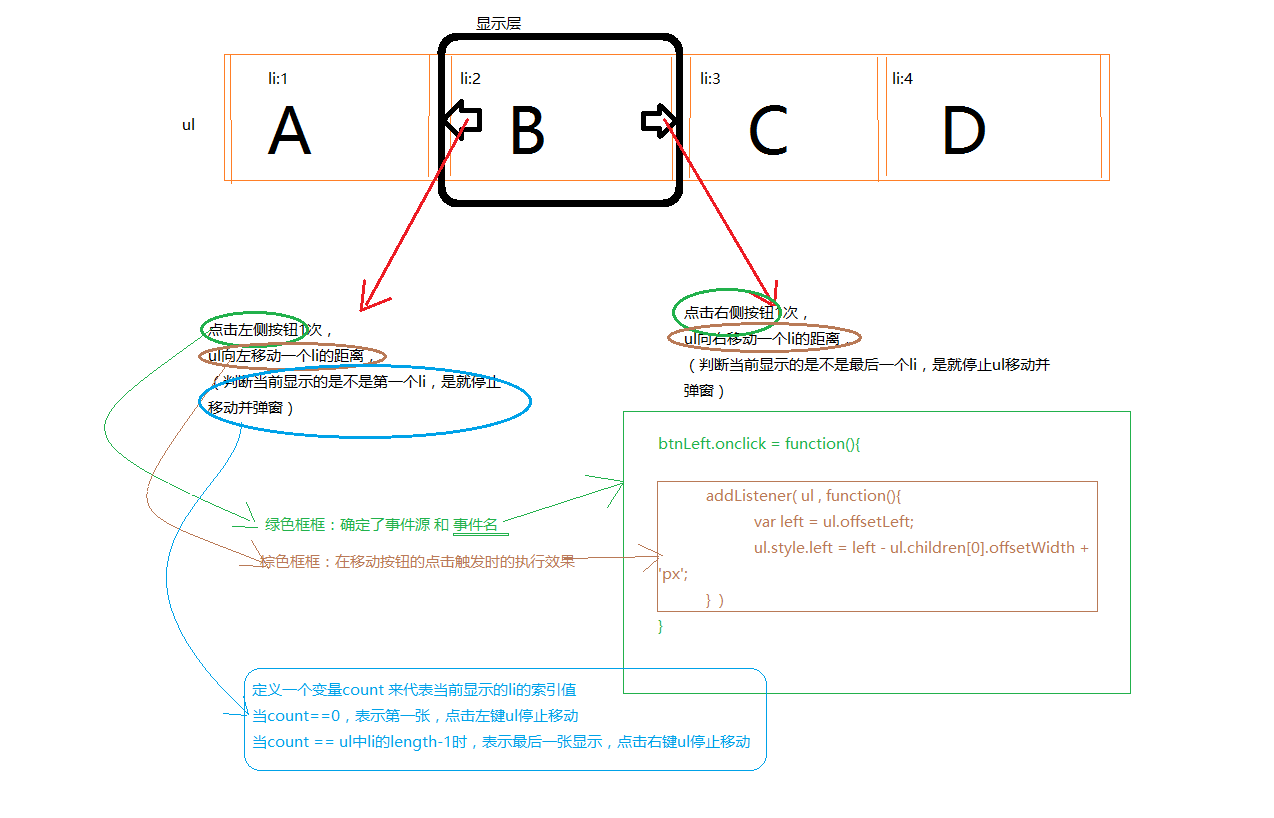 显示层
li:1
li:2
li:3
li:4
ul
A
B
C
D
点击左侧按钮1次，
ul向左移动一个li的距离，
（判断当前显示的是不是第一个li，是就停止
移动并弹窗）
点击右侧按钮1次，
ul向右移动一个li的距离，
（判断当前显示的是不是最后一个li，是就停止ul移动并
弹窗）
btnLeft.onclick = function(){
addListener( ul , function(){
var left = ul.offsetLeft;
ul.style.left = left - ul.children[0].offsetWidth +
'px';
} )
}
绿色框框：确定了事件源 和 事件名
棕色框框：在移动按钮的点击触发时的执行效果
定义一个变量count 来代表当前显示的li的索引值
当count==0，表示第一张，点击左键ul停止移动
当count == ul中li的length-1时，表示最后一张显示，点击右键ul停止移动